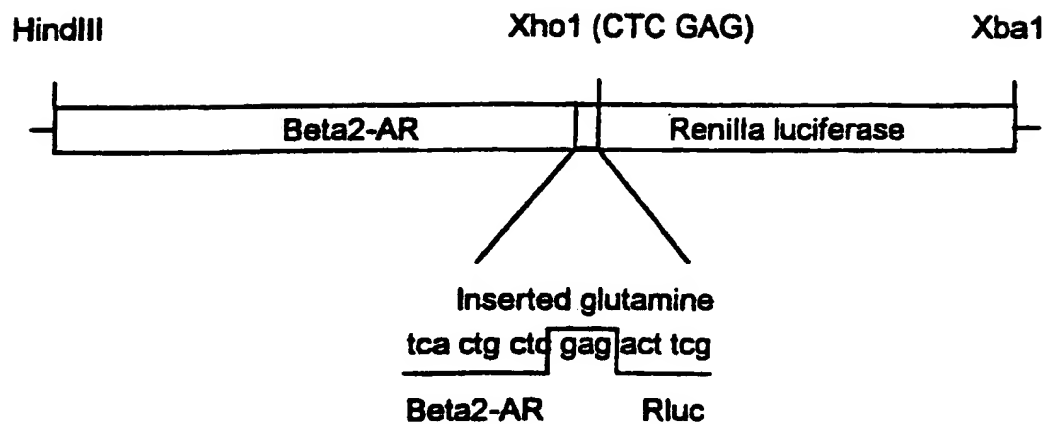 HindIII Xho1 (CTC GAG) Xba1
Beta2-AR Renilla luciferase
Inserted glutamine
tca ctg ctc gag act tcg
Beta2-AR Rluc